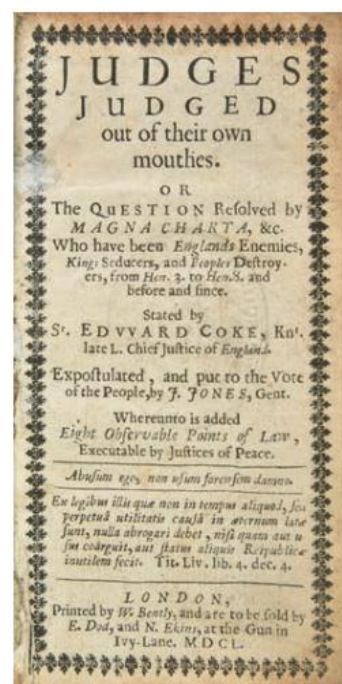 JUDGES
JUDGED
out of their own
mouthes.
OR
The QUESTION Resolved by
MAGNA CHARTA, &c.
Who have been Englands Enemies,
Kings Seducers, and Peoples Destroy-
ers, from Hen. 3. to Hen. 8. and
before and since.
Stated by
Sr. EDVVARD COKE, Knt.
late L. Chief Justice of England.
Expostulated, and put to the Vote
of the People, by J. JONES, Gent.
Whereunto is added
Eight Observable Points of Law,
Executable by Justices of Peace.
Abusum ego, non usum forensem damno.
Ex legibus illis quæ non in tempus aliquod, sed
perpetuâ utilitatis causâ in æternum latæ
sunt, nulla abrogari debet, nisi quam aut u
sus coarguit, aut status aliquis Reipublicæ
inutilem fecit. Tit. Liv. lib. 4. dec. 4.
LONDON,
Printed by W. Bently, and are to be sold by
E. Dod, and N. Ekins, at the Gun in
Ivy-Lane. MDCL.